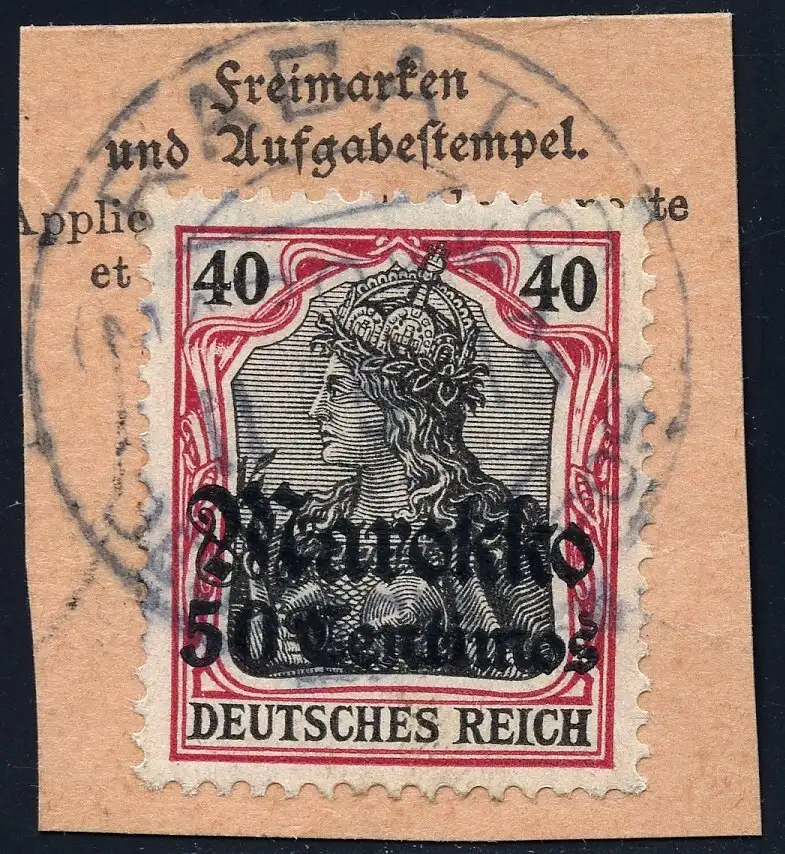 Freimarken
und Aufgabestempel.
Applic
et
40 40
Marokko
50 Centimos
DEUTSCHES REICH